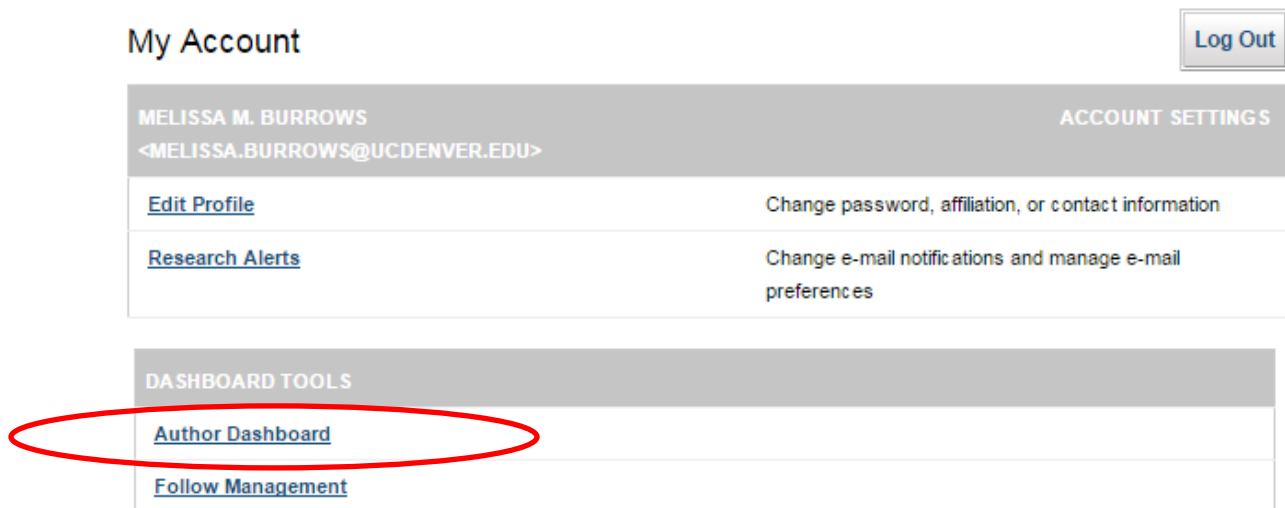 My Account
Log Out
MELISSA M. BURROWS
ACCOUNT SETTINGS
<MELISSA.BURROWS@UCDENVER.EDU>
Edit Profile
Change password, affiliation, or contact information
Research Alerts
Change e-mail notifications and manage e-mail
preferences
DASHBOARD TOOLS
Author Dashboard
Follow Management